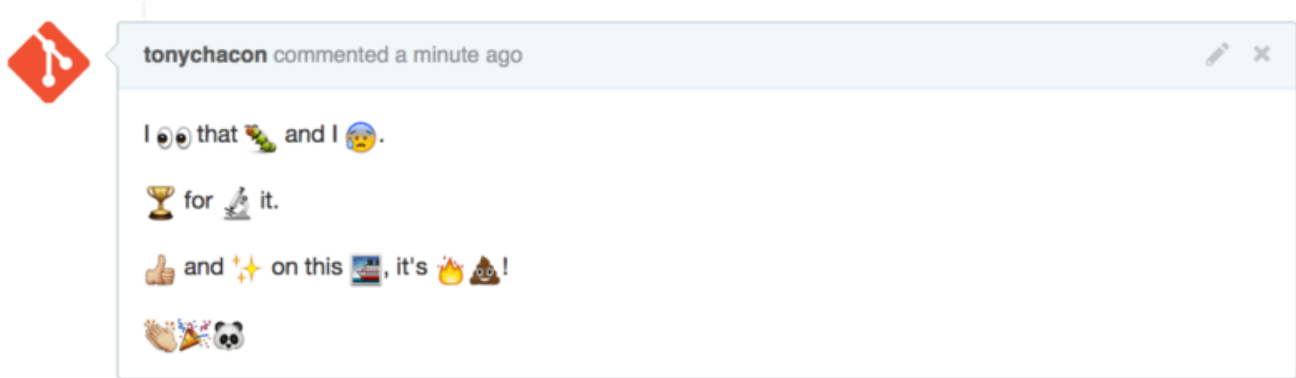 tonychacon commented a minute ago
I 👀 that 🐛 and I 😰.
🏆 for 🔬 it.
👍 and ✨ on this 🚢, it's 🔥💩!
👏🎉🐼